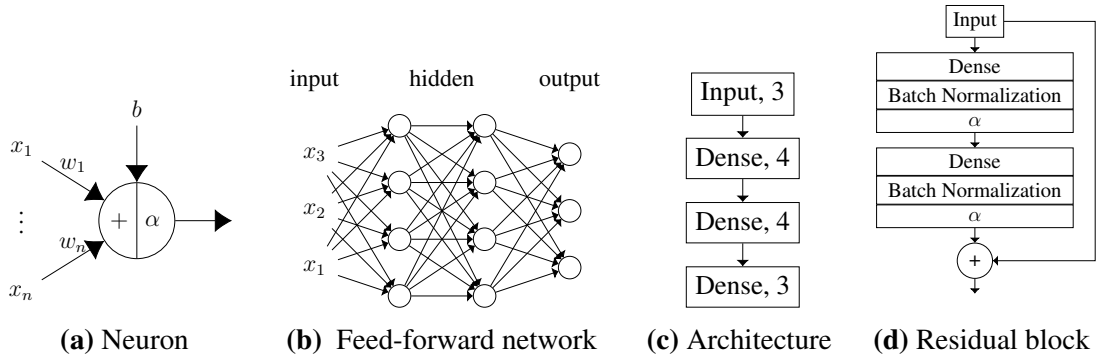 b
x₁
w₁
⋮
+ α
wₙ
xₙ
(a) Neuron
input hidden output
x₃
x₂
x₁
(b) Feed-forward network
Input, 3
Dense, 4
Dense, 4
Dense, 3
(c) Architecture
Input
Dense
Batch Normalization
α
Dense
Batch Normalization
α
+
(d) Residual block